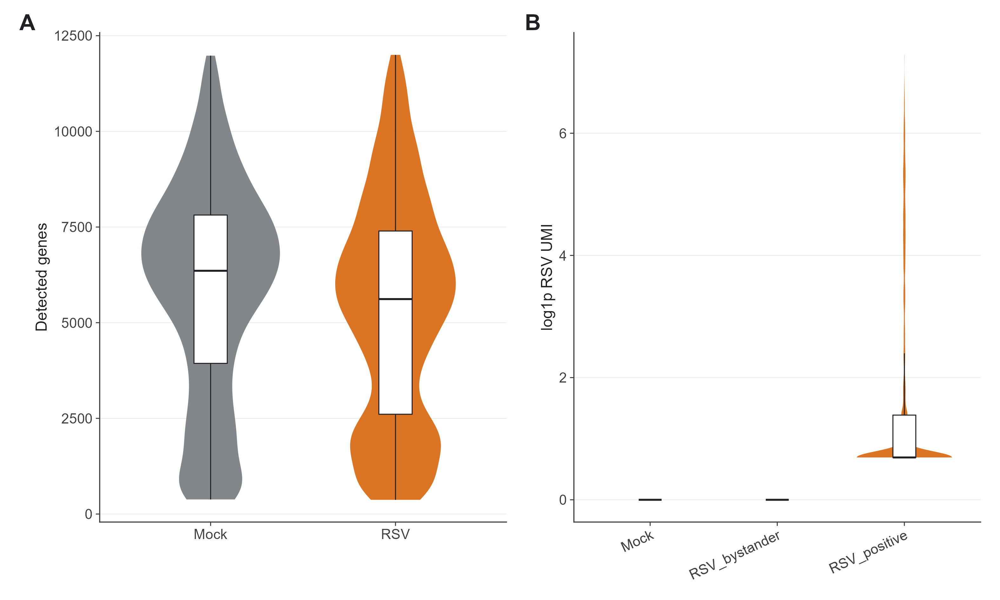 A
12500
10000
7500
5000
2500
0
Detected genes
Mock
RSV
B
6
4
2
0
log1p RSV UMI
Mock
RSV_bystander
RSV_positive